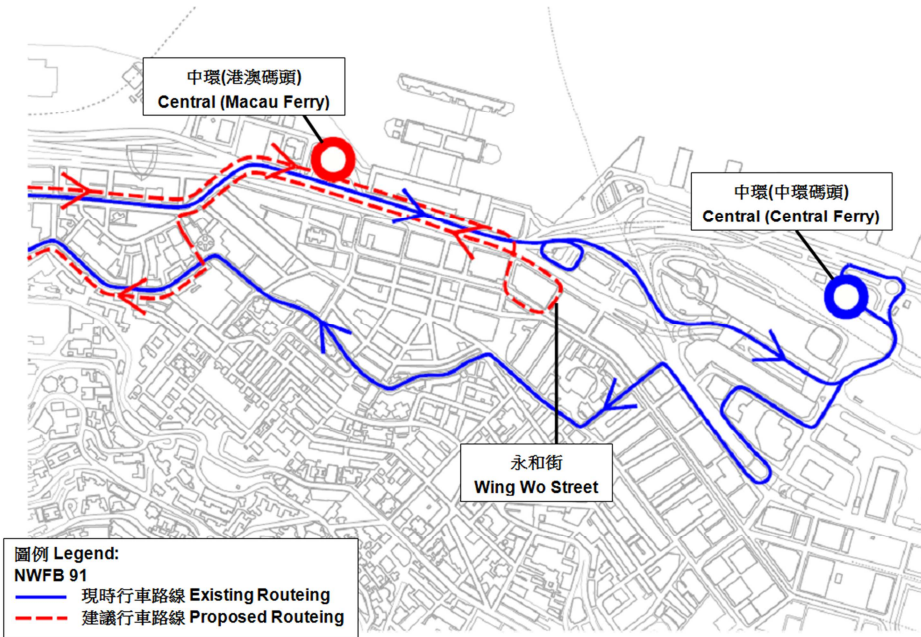 中環(港澳碼頭)
Central (Macau Ferry)
中環(中環碼頭)
Central (Central Ferry)
永和街
Wing Wo Street
圖例 Legend:
NWFB 91
現時行車路線 Existing Routeing
建議行車路線 Proposed Routeing